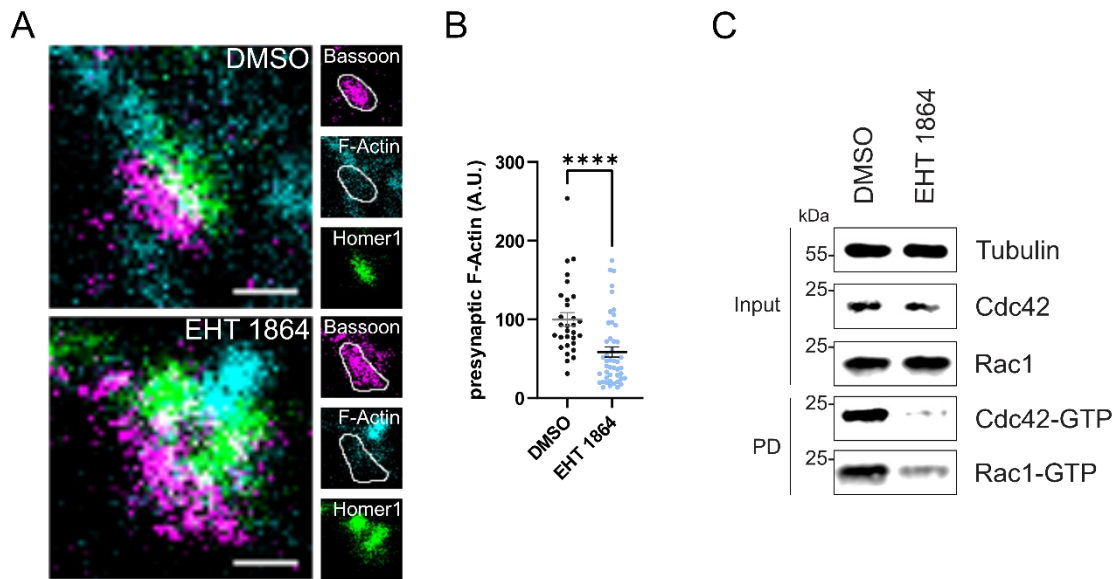 A
DMSO
Bassoon
F-Actin
Homer1
EHT 1864
Bassoon
F-Actin
Homer1
B
presynaptic F-Actin (A.U.)
300
200
100
0
****
DMSO
EHT 1864
C
DMSO
EHT 1864
kDa
Input
55
Tubulin
25
Cdc42
25
Rac1
PD
25
Cdc42-GTP
25
Rac1-GTP